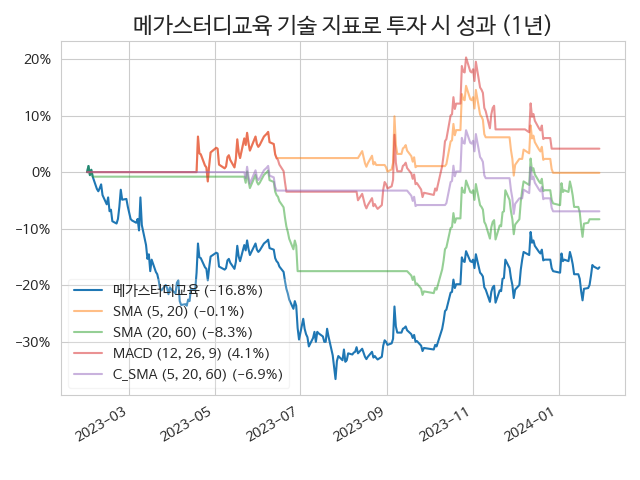 메가스터디교육 기술 지표로 투자 시 성과 (1년)
20%
10%
0%
−10%
−20%
−30%
메가스터디교육 (−16.8%)
SMA (5, 20) (−0.1%)
SMA (20, 60) (−8.3%)
MACD (12, 26, 9) (4.1%)
C_SMA (5, 20, 60) (−6.9%)
2023−03
2023−05
2023−07
2023−09
2023−11
2024−01